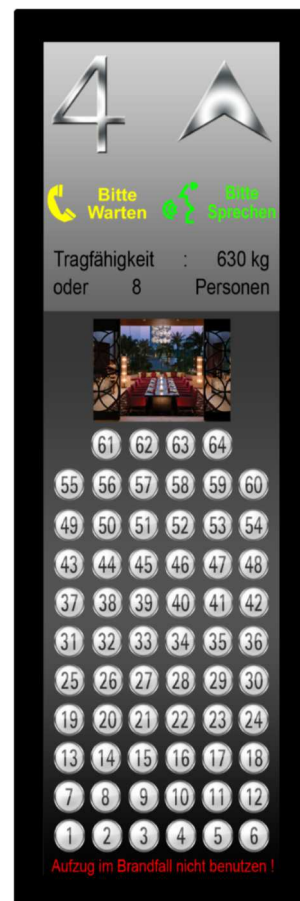 4
Bitte Warten
Bitte Sprechen
Tragfähigkeit : 630 kg
oder 8 Personen
61 62 63 64
55 56 57 58 59 60
49 50 51 52 53 54
43 44 45 46 47 48
37 38 39 40 41 42
31 32 33 34 35 36
25 26 27 28 29 30
19 20 21 22 23 24
13 14 15 16 17 18
7 8 9 10 11 12
1 2 3 4 5 6
Aufzug im Brandfall nicht benutzen !